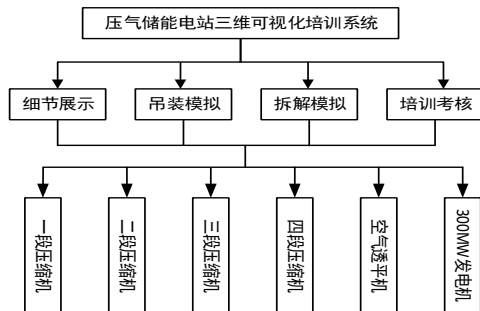 压气储能电站三维可视化培训系统
细节展示
吊装模拟
拆解模拟
培训考核
一段压缩机
二段压缩机
三段压缩机
四段压缩机
空气透平机
300MW发电机